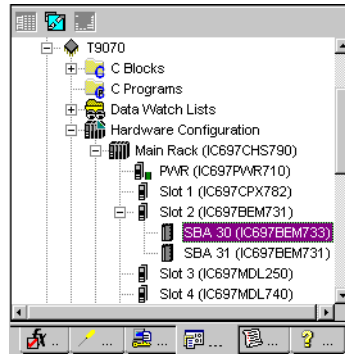 T9070
C Blocks
C Programs
Data Watch Lists
Hardware Configuration
Main Rack (IC697CHS790)
PWR (IC697PWR710)
Slot 1 (IC697CPX782)
Slot 2 (IC697BEM731)
SBA 30 (IC697BEM733)
SBA 31 (IC697BEM731)
Slot 3 (IC697MDL250)
Slot 4 (IC697MDL740)